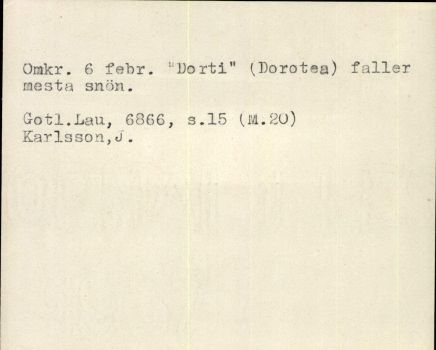 Omkr. 6 febr. "Dorti" (Dorotea) faller
mesta snön.
Gotl.Lau, 6866, s.15 (M.20)
Karlsson,J.